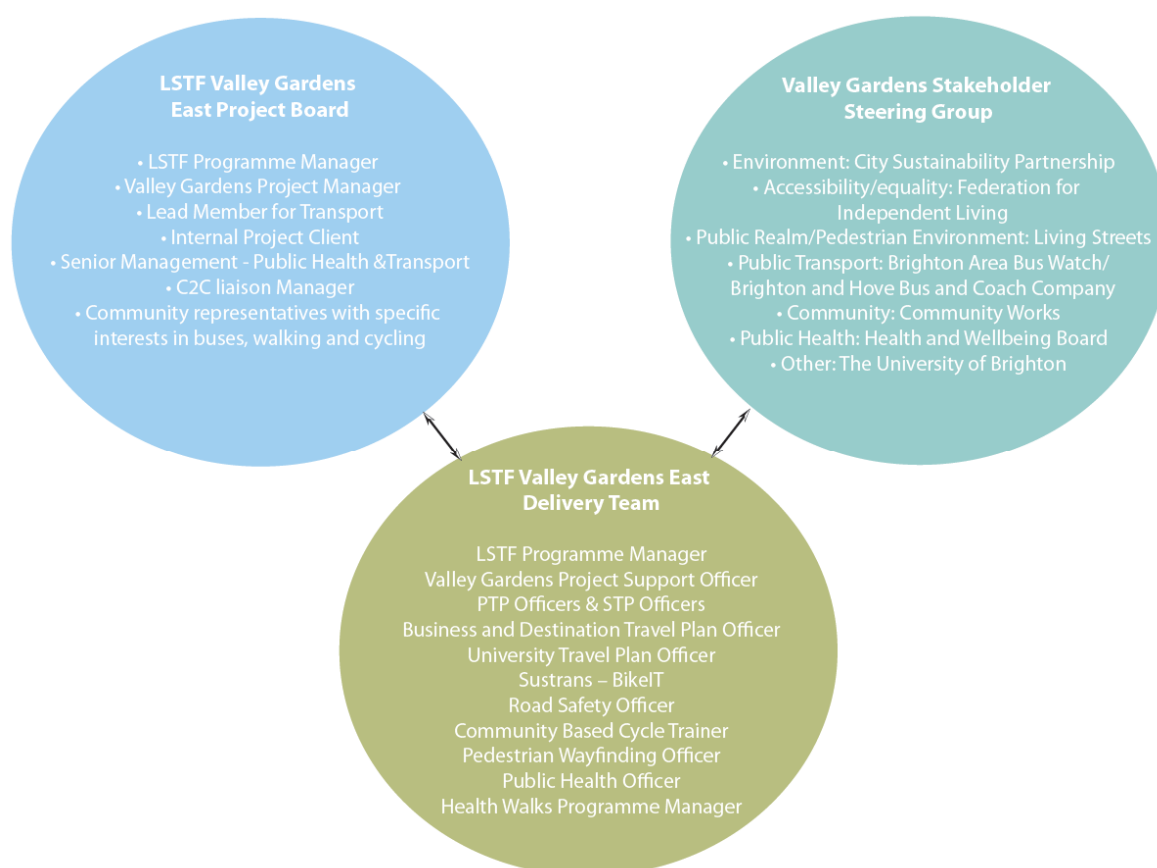 LSTF Valley Gardens
East Project Board
• LSTF Programme Manager
• Valley Gardens Project Manager
• Lead Member for Transport
• Internal Project Client
• Senior Management - Public Health &Transport
• C2C liaison Manager
• Community representatives with specific
interests in buses, walking and cycling
Valley Gardens Stakeholder
Steering Group
• Environment: City Sustainability Partnership
• Accessibility/equality: Federation for
Independent Living
• Public Realm/Pedestrian Environment: Living Streets
• Public Transport: Brighton Area Bus Watch/
Brighton and Hove Bus and Coach Company
• Community: Community Works
• Public Health: Health and Wellbeing Board
• Other: The University of Brighton
LSTF Valley Gardens East
Delivery Team
LSTF Programme Manager
Valley Gardens Project Support Officer
PTP Officers & STP Officers
Business and Destination Travel Plan Officer
University Travel Plan Officer
Sustrans – BikeIT
Road Safety Officer
Community Based Cycle Trainer
Pedestrian Wayfinding Officer
Public Health Officer
Health Walks Programme Manager